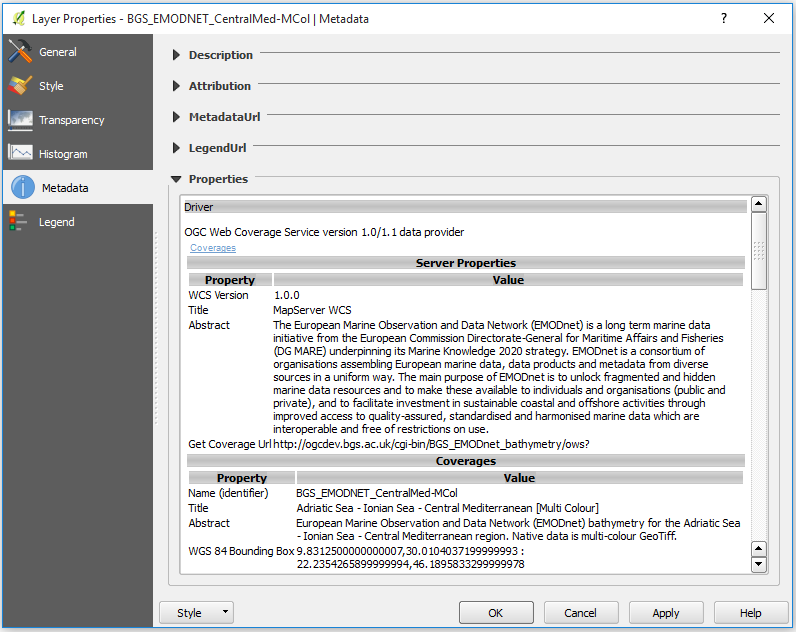 Layer Properties - BGS_EMODNET_CentralMed-MCol | Metadata
?
General
Style
Transparency
Histogram
Metadata
Legend
Description
Attribution
MetadataUrl
LegendUrl
Properties
Driver
OGC Web Coverage Service version 1.0/1.1 data provider
Coverages
Server Properties
Property Value
WCS Version 1.0.0
Title MapServer WCS
Abstract The European Marine Observation and Data Network (EMODnet) is a long term marine data
initiative from the European Commission Directorate-General for Maritime Affairs and Fisheries
(DG MARE) underpinning its Marine Knowledge 2020 strategy. EMODnet is a consortium of
organisations assembling European marine data, data products and metadata from diverse
sources in a uniform way. The main purpose of EMODnet is to unlock fragmented and hidden
marine data resources and to make these available to individuals and organisations (public and
private), and to facilitate investment in sustainable coastal and offshore activities through
improved access to quality-assured, standardised and harmonised marine data which are
interoperable and free of restrictions on use.
Get Coverage Url http://ogcdev.bgs.ac.uk/cgi-bin/BGS_EMODnet_bathymetry/ows?
Coverages
Property Value
Name (identifier) BGS_EMODNET_CentralMed-MCol
Title Adriatic Sea - Ionian Sea - Central Mediterranean [Multi Colour]
Abstract European Marine Observation and Data Network (EMODnet) bathymetry for the Adriatic Sea
- Ionian Sea - Central Mediterranean region. Native data is multi-colour GeoTiff.
WGS 84 Bounding Box 9.8312500000000007,30.0104037199999993 :
22.2354265899999994,46.1895833299999978
Style
OK
Cancel
Apply
Help